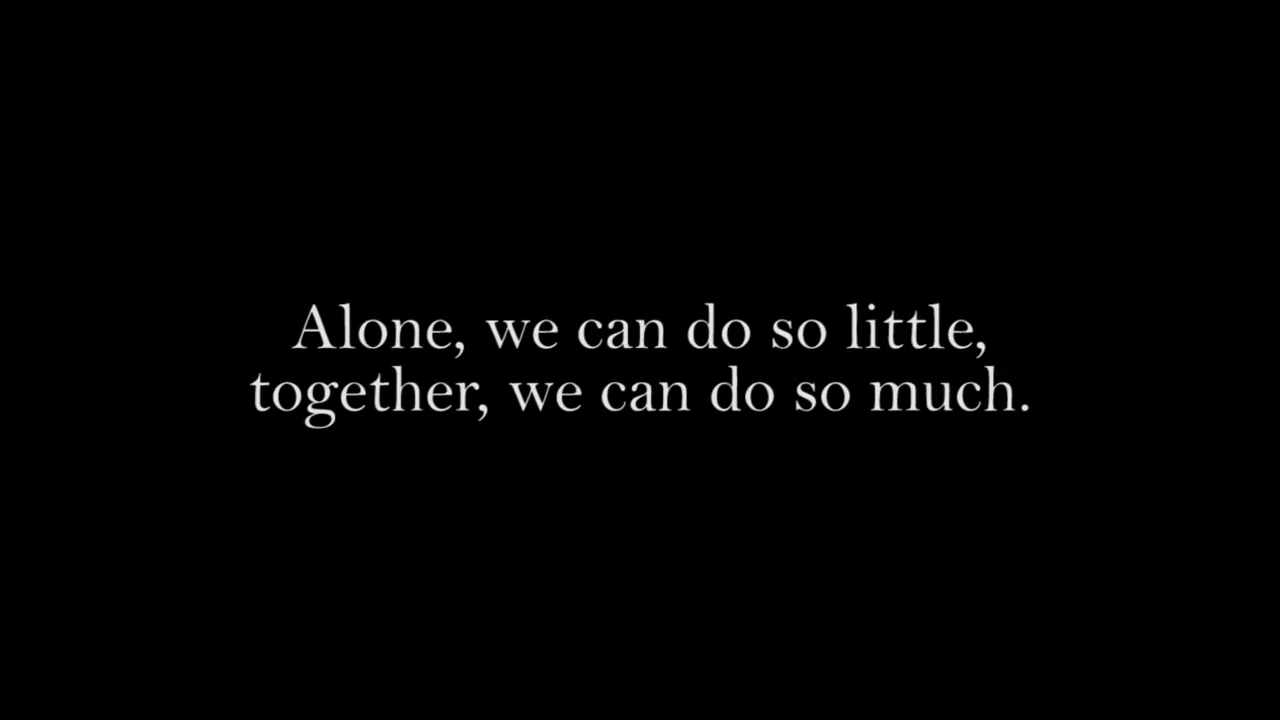 Alone, we can do so little,
together, we can do so much.